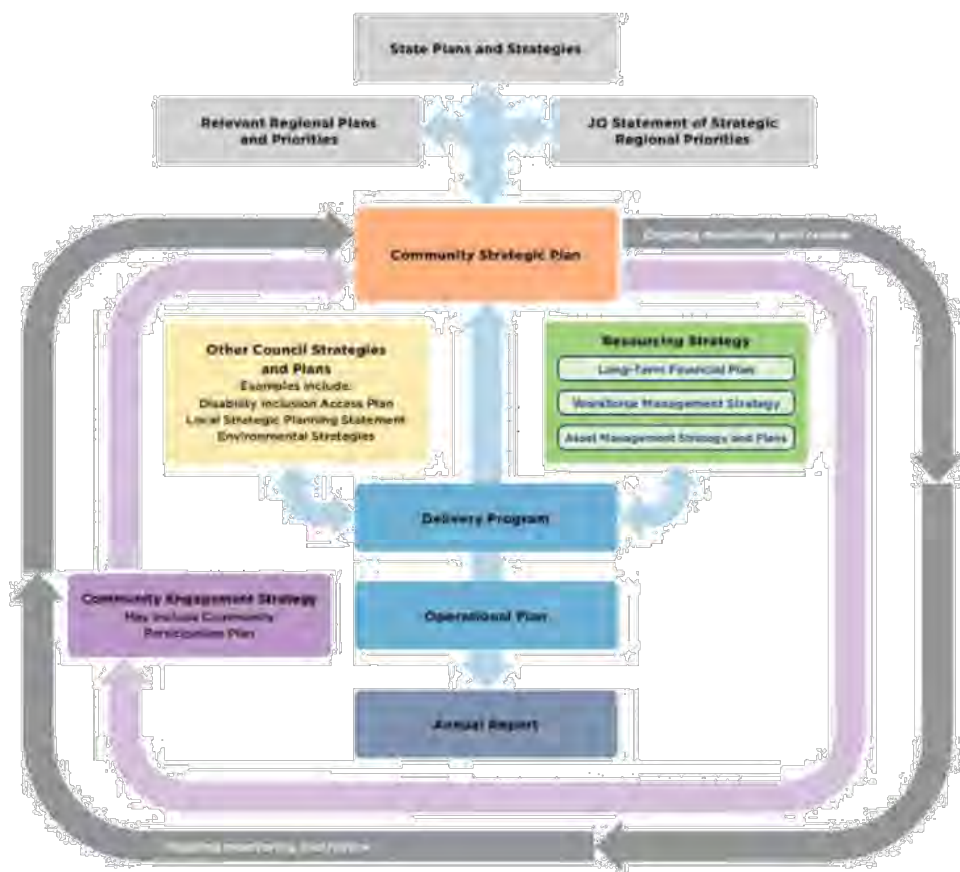 State Plans and Strategies
Relevant Regional Plans
and Priorities
JO Statement of Strategic
Regional Priorities
Ongoing monitoring and review
Community Strategic Plan
Other Council Strategies
and Plans
Examples include:
Disability Inclusion Access Plan
Local Strategic Planning Statement
Environmental Strategies
Resourcing Strategy
Long-Term Financial Plan
Workforce Management Strategy
Asset Management Strategy and Plans
Delivery Program
Community Engagement Strategy
May include Community
Participation Plan
Operational Plan
Annual Report
Ongoing monitoring and review